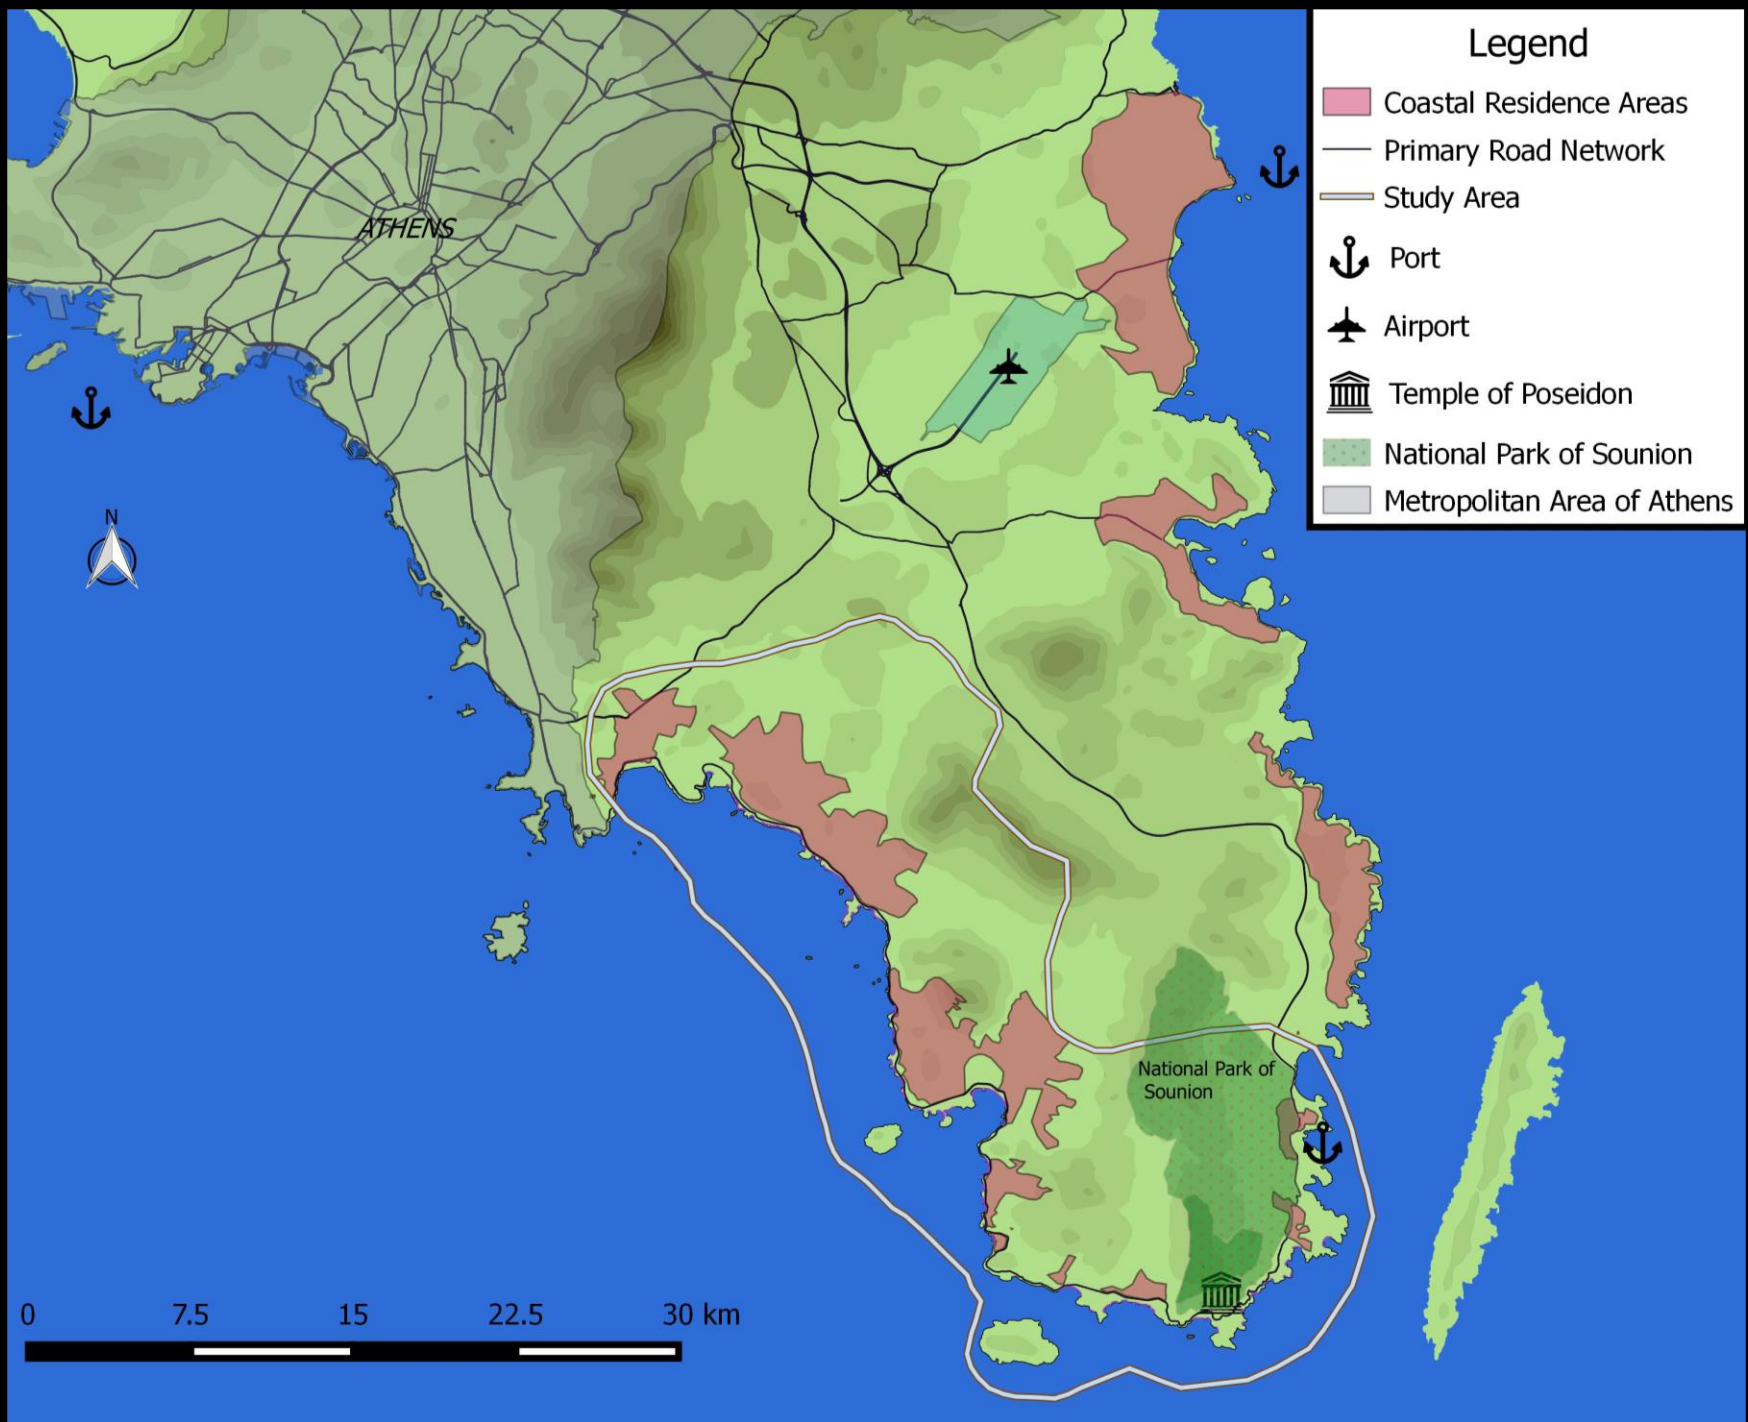 Legend
Coastal Residence Areas
Primary Road Network
Study Area
Port
Airport
Temple of Poseidon
National Park of Sounion
Metropolitan Area of Athens
ATHENS
N
National Park of
Sounion
0 7.5 15 22.5 30 km